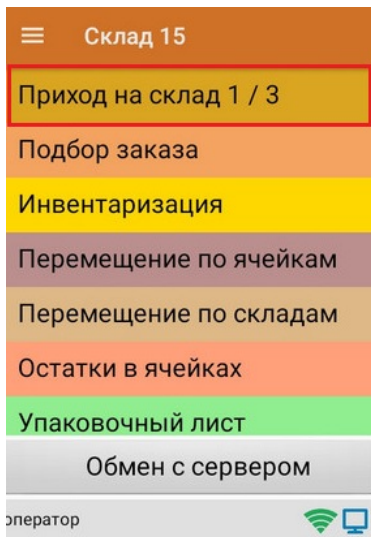 Склад 15
Приход на склад 1 / 3
Подбор заказа
Инвентаризация
Перемещение по ячейкам
Перемещение по складам
Остатки в ячейках
Упаковочный лист
Обмен с сервером
оператор